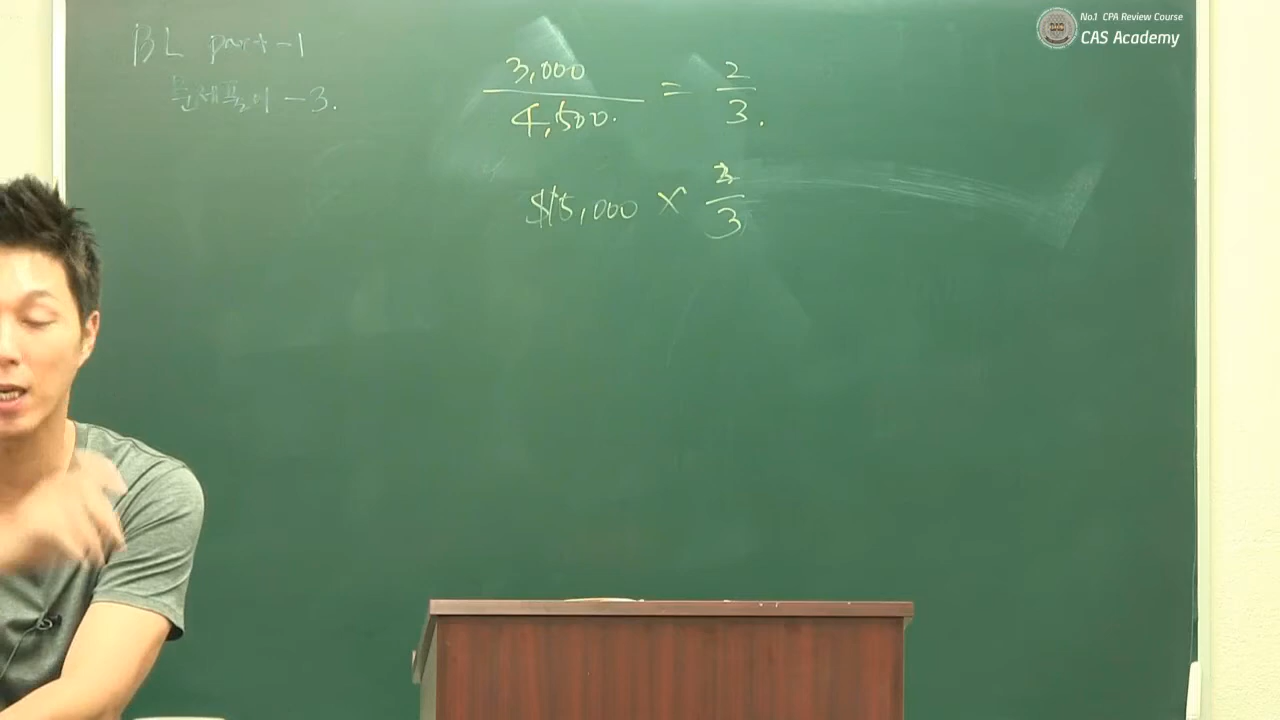 No.1 CPA Review Course
CAS Academy
BL part-1
문제풀이 -3.
3,000
4,500.
= 2/3.
$15,000 × 2/3